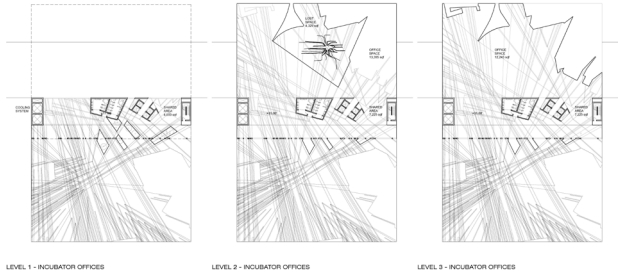 COOLING
SYSTEM
SHARED
AREA
LEVEL 1 - INCUBATOR OFFICES
LOST
SPACE
OFFICE
SPACE
SHARED
AREA
LEVEL 2 - INCUBATOR OFFICES
OFFICE
SPACE
SHARED
AREA
LEVEL 3 - INCUBATOR OFFICES